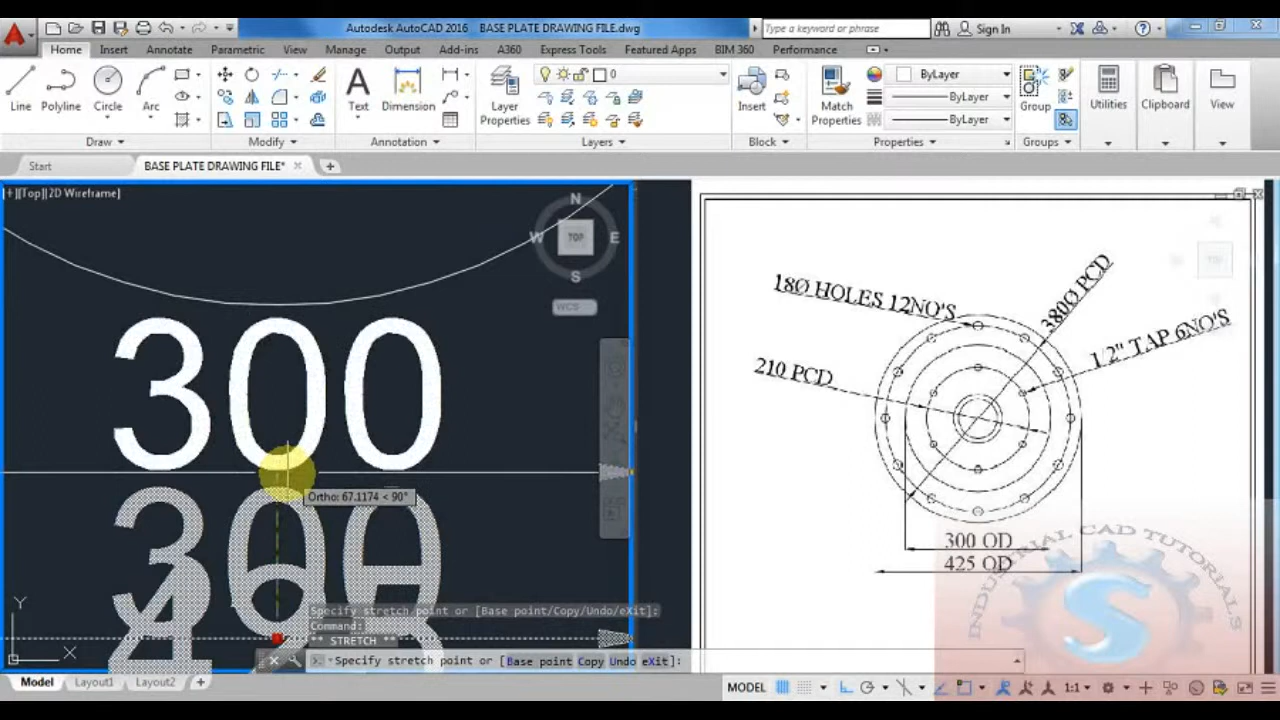 Autodesk AutoCAD 2016 BASE PLATE DRAWING FILE.dwg
Type a keyword or phrase
Sign In
Home Insert Annotate Parametric View Manage Output Add-ins A360 Express Tools Featured Apps BIM 360 Performance
0
ByLayer
ByLayer
ByLayer
Line Polyline Circle Arc
Text Dimension
Layer Properties
Insert
Match Properties
Group
Utilities Clipboard View
Draw Modify Annotation Layers Block Properties Groups
Start
BASE PLATE DRAWING FILE*
[+][Top][2D Wireframe]
N
W TOP E
S
WCS
TOP
300
300
Ortho: 67.1174 < 90°
Y
X
18Ø HOLES 12NO'S
380Ø PCD
1/2" TAP 6NO'S
210 PCD
300 OD
425 OD
INDUSTRIAL CAD TUTORIALS
S
Specify stretch point or [Base point/Copy/Undo/eXit]:
Command:
** STRETCH **
Specify stretch point or [Base point Copy Undo eXit]:
Model Layout1 Layout2
MODEL
1:1